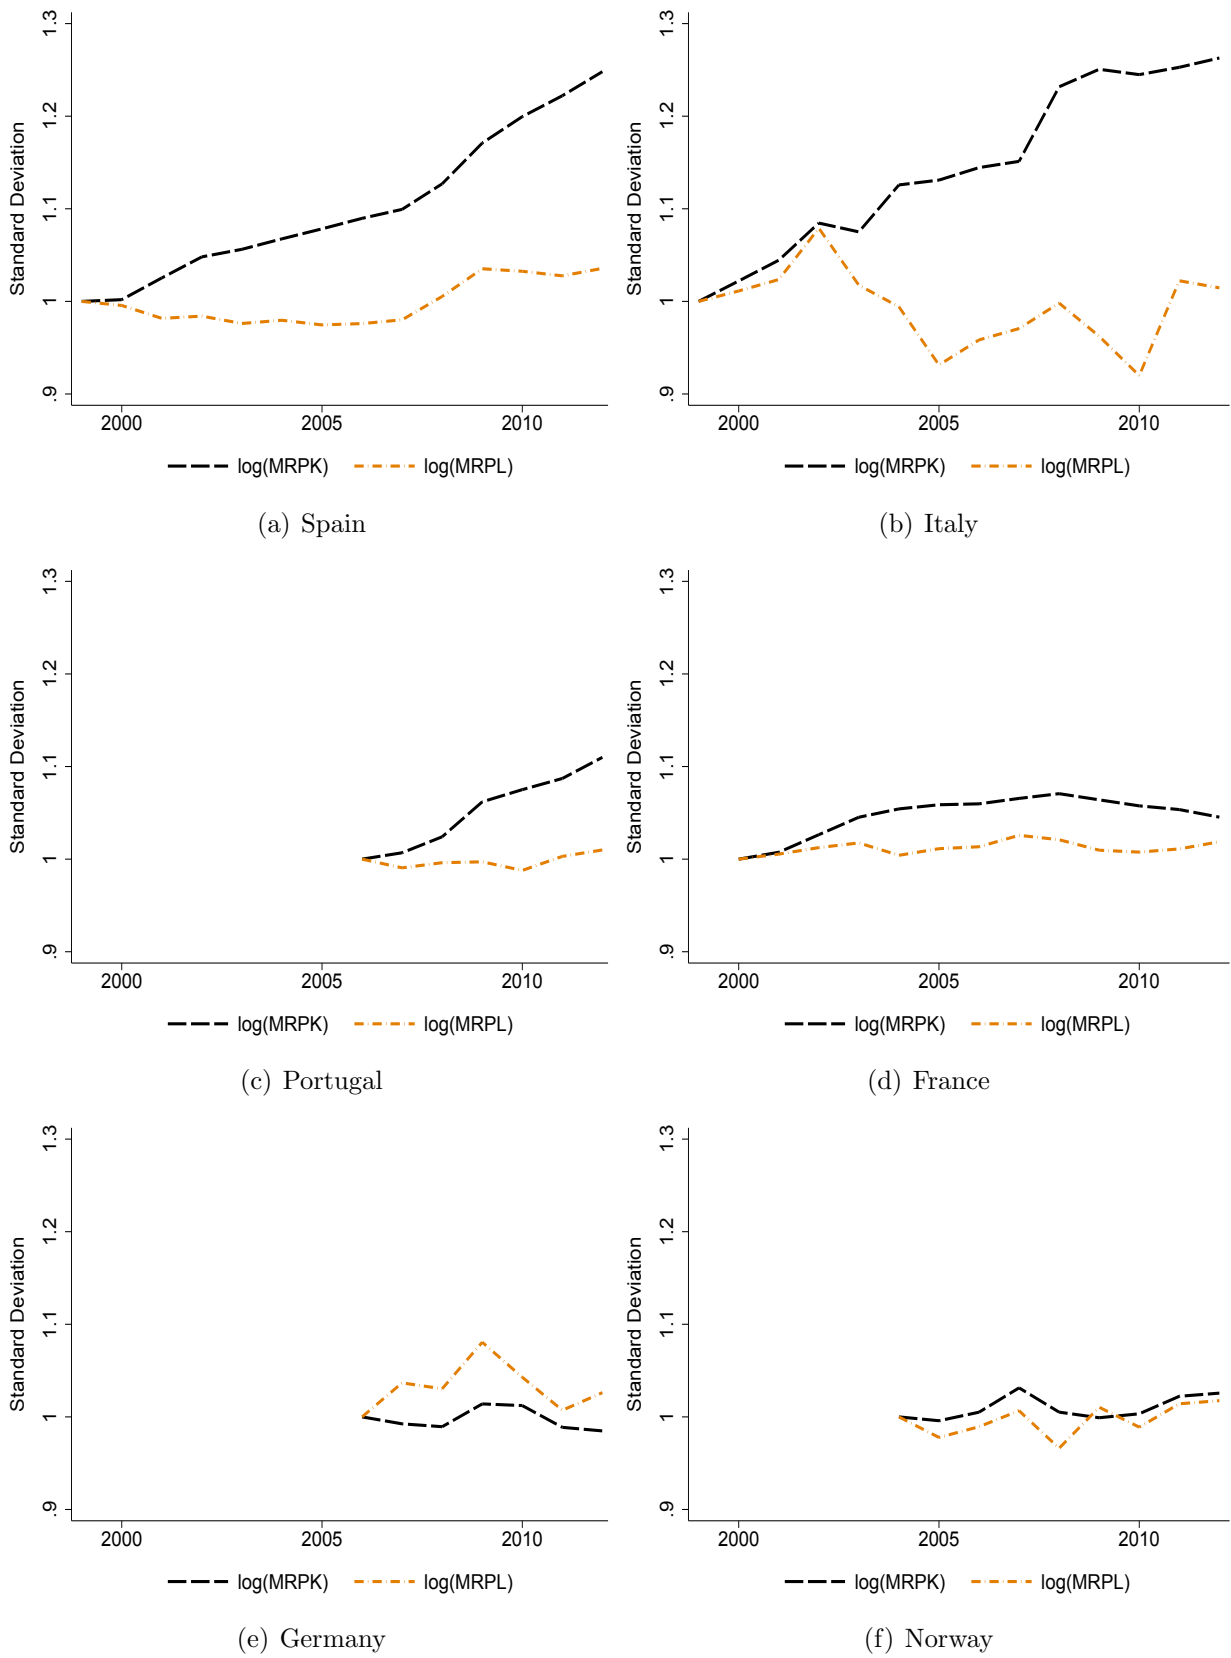 Standard Deviation
1.3
1.2
1.1
1
.9
2000 2005 2010
log(MRPK) log(MRPL)
(a) Spain
Standard Deviation
1.3
1.2
1.1
1
.9
2000 2005 2010
log(MRPK) log(MRPL)
(b) Italy
Standard Deviation
1.3
1.2
1.1
1
.9
2000 2005 2010
log(MRPK) log(MRPL)
(c) Portugal
Standard Deviation
1.3
1.2
1.1
1
.9
2000 2005 2010
log(MRPK) log(MRPL)
(d) France
Standard Deviation
1.3
1.2
1.1
1
.9
2000 2005 2010
log(MRPK) log(MRPL)
(e) Germany
Standard Deviation
1.3
1.2
1.1
1
.9
2000 2005 2010
log(MRPK) log(MRPL)
(f) Norway